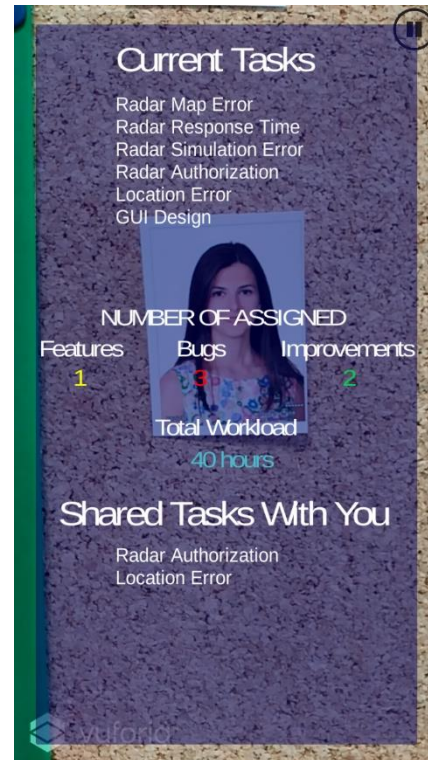 Current Tasks
Radar Map Error
Radar Response Time
Radar Simulation Error
Radar Authorization
Location Error
GUI Design
NUMBER OF ASSIGNED
Features Bugs Improvements
1 3 2
Total Workload
40 hours
Shared Tasks With You
Radar Authorization
Location Error
vuforia